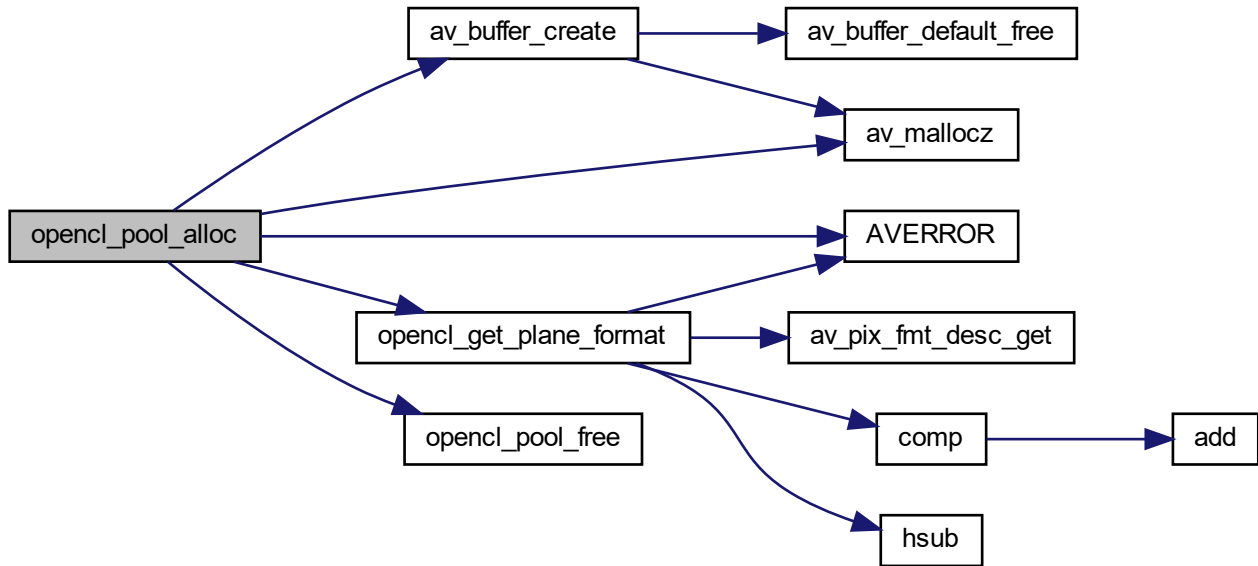 av_buffer_create
av_buffer_default_free
av_mallocz
opencl_pool_alloc
AVERROR
opencl_get_plane_format
av_pix_fmt_desc_get
opencl_pool_free
comp
add
hsub